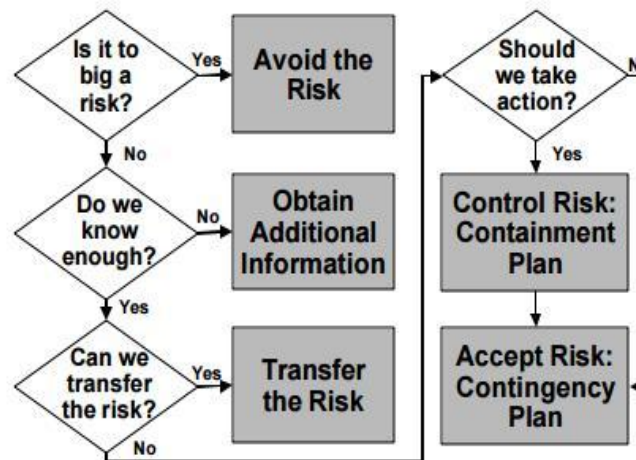 Is it to
big a
risk?
Yes
Avoid the
Risk
No
Do we
know
enough?
No
Obtain
Additional
Information
Yes
Can we
transfer
the risk?
Yes
Transfer
the Risk
No
Should
we take
action?
Yes
Control Risk:
Containment
Plan
Accept Risk:
Contingency
Plan